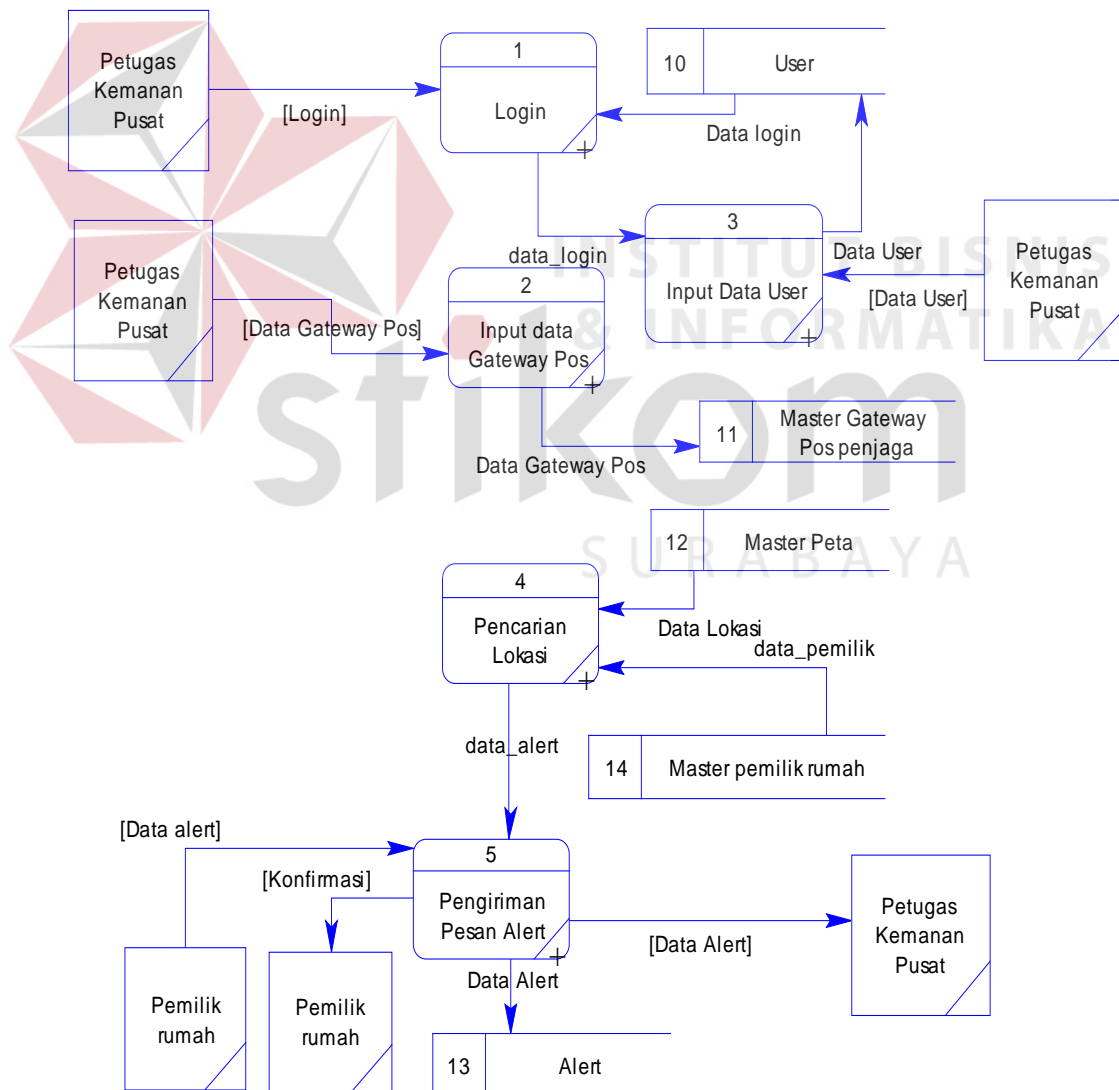 Petugas
Kemanan
Pusat
[Login]
1
Login
10
User
Data login
data_login
3
Input Data User
Data User
[Data User]
Petugas
Kemanan
Pusat
Petugas
Kemanan
Pusat
[Data Gateway Pos]
2
Input data
Gateway Pos
Data Gateway Pos
11
Master Gateway
Pos penjaga
INSTITUT BISNIS
& INFORMATIKA
stikom
SURABAYA
12
Master Peta
4
Pencarian
Lokasi
Data Lokasi
data_pemilik
data_alert
14
Master pemilik rumah
[Data alert]
[Konfirmasi]
5
Pengiriman
Pesan Alert
[Data Alert]
Petugas
Kemanan
Pusat
Data Alert
Pemilik
rumah
Pemilik
rumah
13
Alert